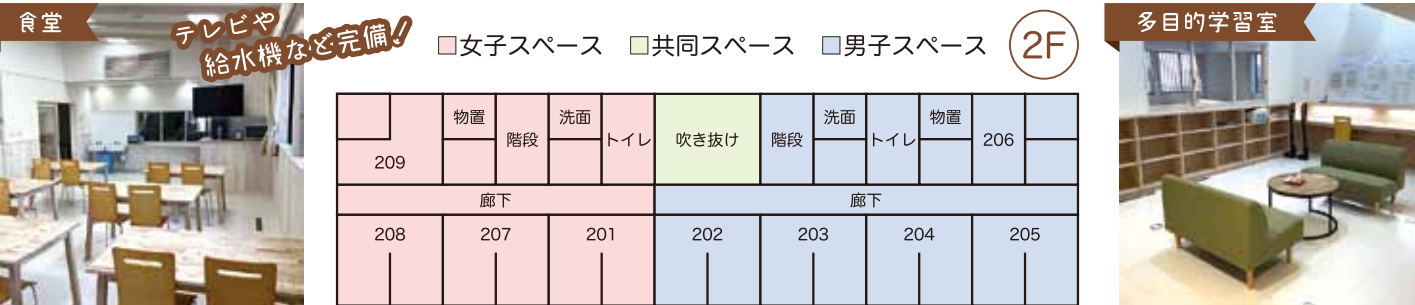 食堂
テレビや
給水機など完備!
女子スペース 共同スペース 男子スペース
2F
多目的学習室
物置 洗面 洗面 物置
階段 トイレ 吹き抜け 階段 トイレ 206
209
廊下 廊下
208 207 201 202 203 204 205